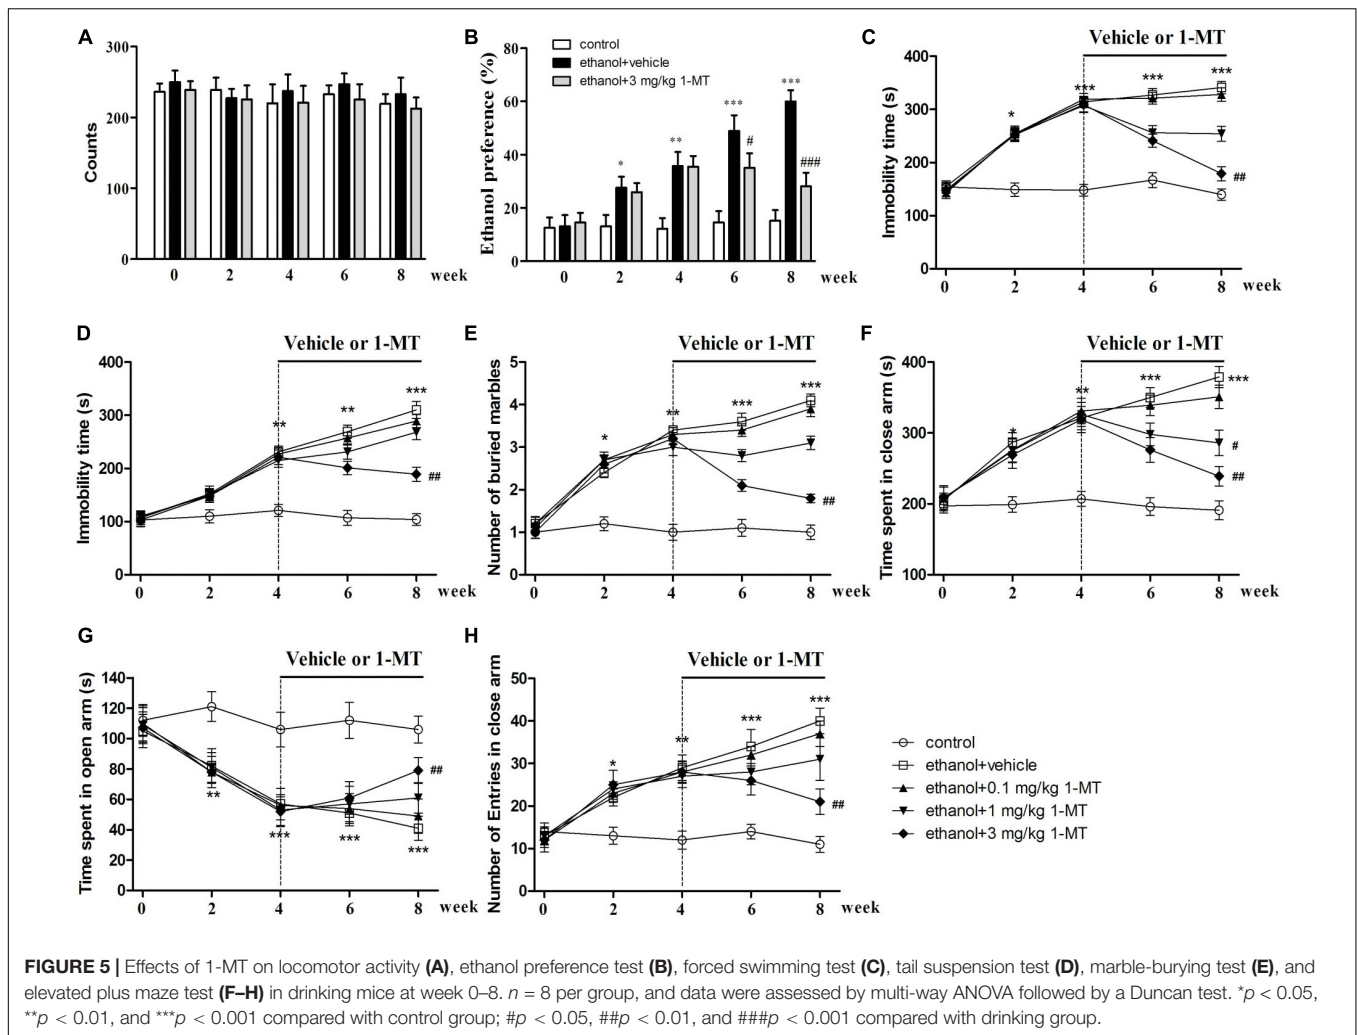 A
300
200
100
0
Counts
0 2 4 6 8 week
B
80
60
40
20
0
Ethanol preference (%)
control
ethanol+vehicle
ethanol+3 mg/kg 1-MT
* ** *** # *** ###
0 2 4 6 8 week
C
Vehicle or 1-MT
400
300
200
100
0
Immobility time (s)
* *** *** *** ##
0 2 4 6 8 week
D
Vehicle or 1-MT
400
300
200
100
0
Immobility time (s)
** ** *** ##
0 2 4 6 8 week
E
Vehicle or 1-MT
5
4
3
2
1
0
Number of buried marbles
* ** *** *** ##
0 2 4 6 8 week
F
Vehicle or 1-MT
400
300
200
100
Time spent in close arm (s)
* ** *** *** # ##
0 2 4 6 8 week
G
Vehicle or 1-MT
140
120
100
80
60
40
20
0
Time spent in open arm (s)
** *** *** *** ##
0 2 4 6 8 week
H
Vehicle or 1-MT
50
40
30
20
10
0
Number of Entries in close arm
* ** *** *** ##
0 2 4 6 8 week
control
ethanol+vehicle
ethanol+0.1 mg/kg 1-MT
ethanol+1 mg/kg 1-MT
ethanol+3 mg/kg 1-MT
FIGURE 5 | Effects of 1-MT on locomotor activity (A), ethanol preference test (B), forced swimming test (C), tail suspension test (D), marble-burying test (E), and
elevated plus maze test (F–H) in drinking mice at week 0–8. n = 8 per group, and data were assessed by multi-way ANOVA followed by a Duncan test. *p < 0.05,
**p < 0.01, and ***p < 0.001 compared with control group; #p < 0.05, ##p < 0.01, and ###p < 0.001 compared with drinking group.